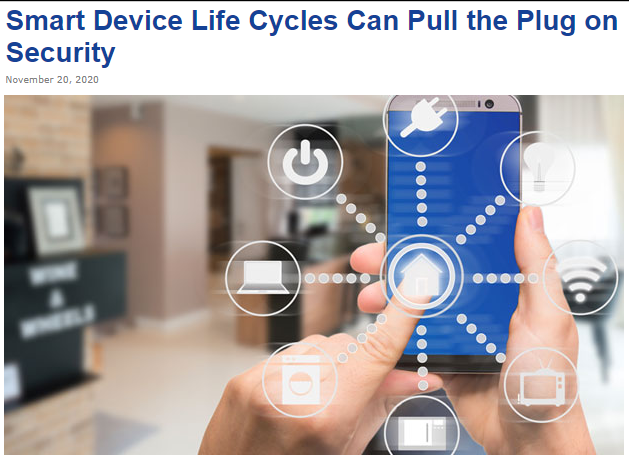 Smart Device Life Cycles Can Pull the Plug on
Security
November 20, 2020
WINE
&
WHEELS